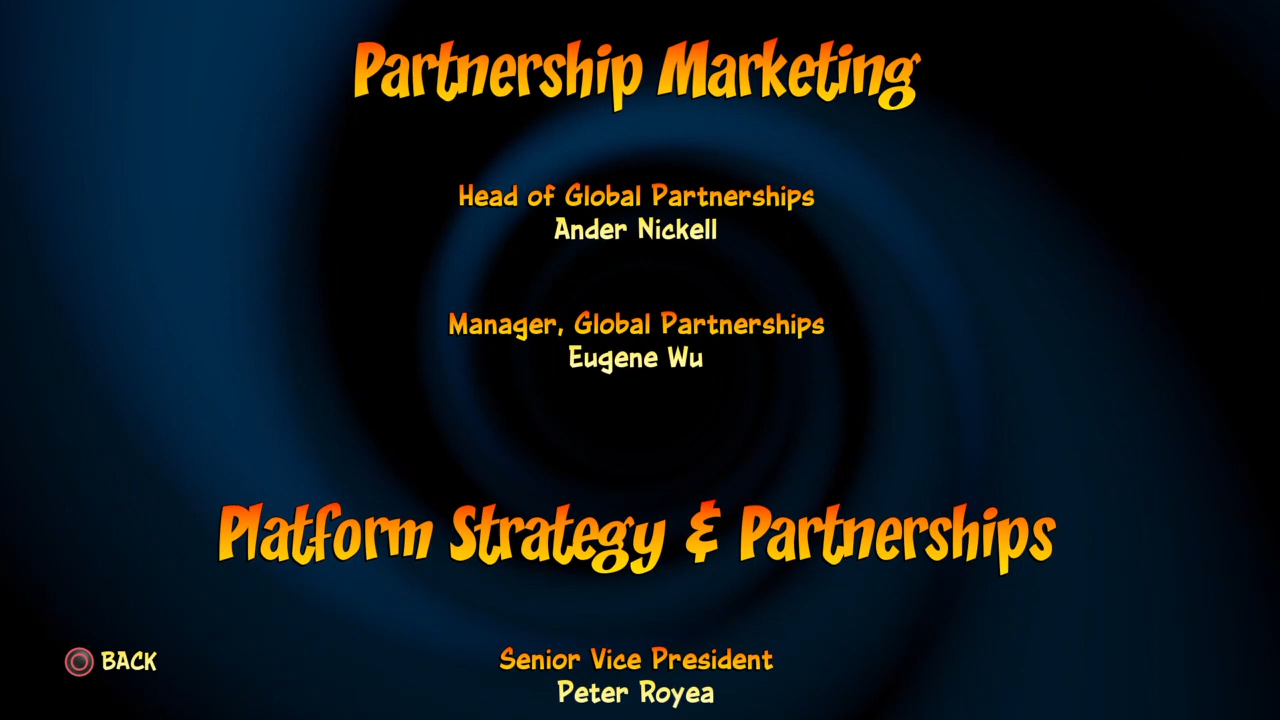 Partnership Marketing
Head of Global Partnerships
Ander Nickell
Manager, Global Partnerships
Eugene Wu
Platform Strategy & Partnerships
Senior Vice President
Peter Royea
BACK